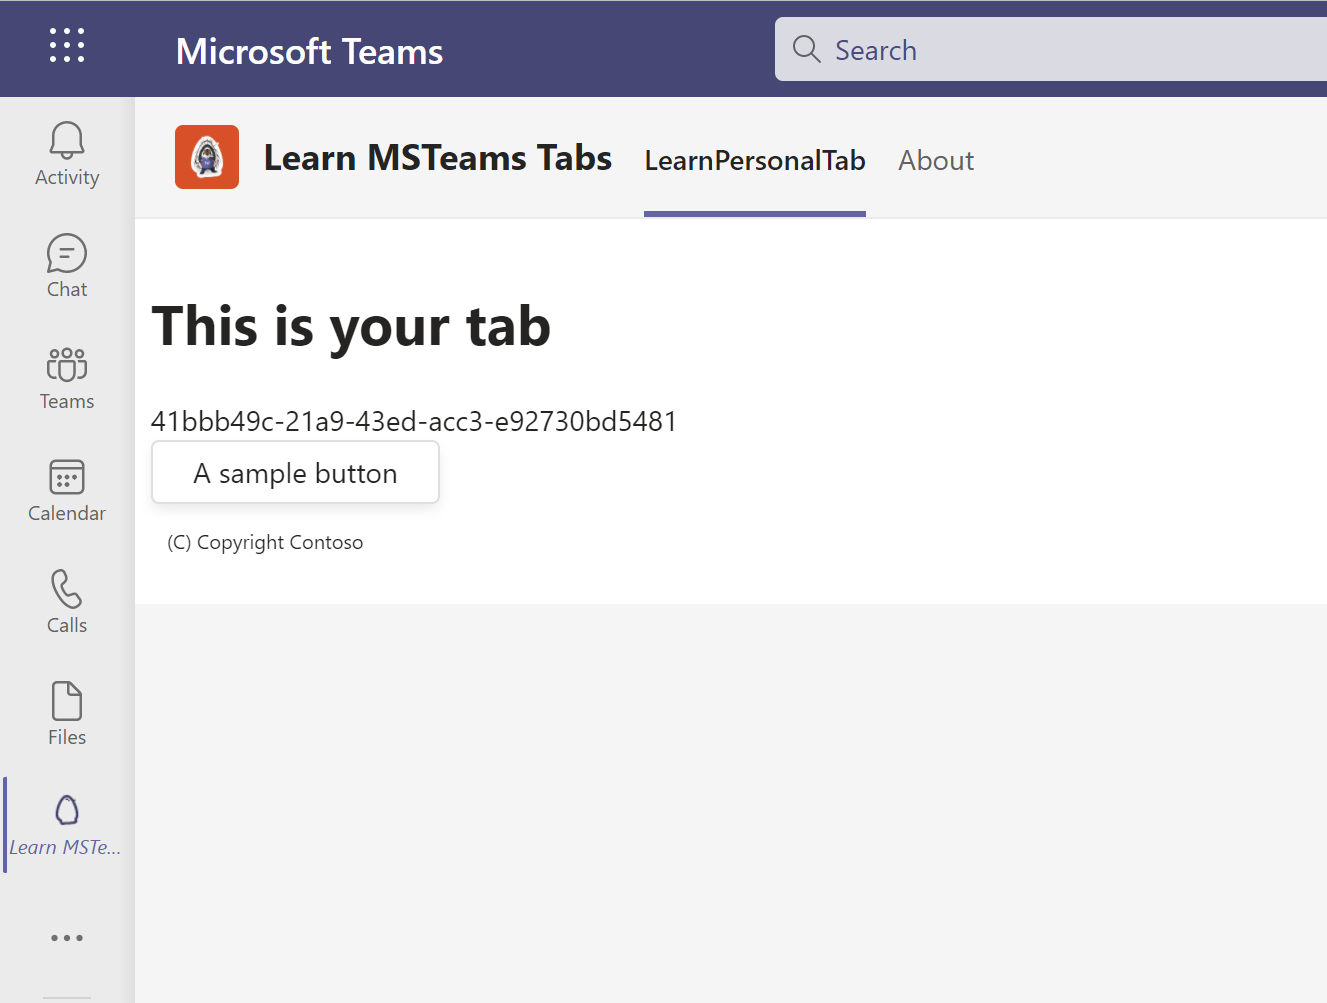 Microsoft Teams
Search
Activity
Chat
Teams
Calendar
Calls
Files
Learn MSTe...
Learn MSTeams Tabs
LearnPersonalTab
About
This is your tab
41bbb49c-21a9-43ed-acc3-e92730bd5481
A sample button
(C) Copyright Contoso